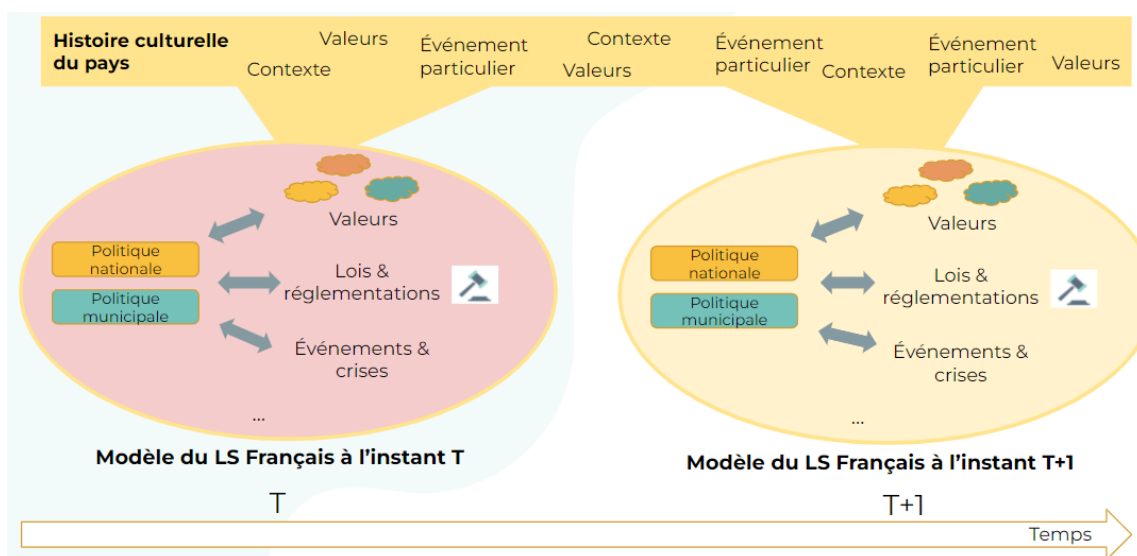 Histoire culturelle
du pays
Valeurs
Contexte
Événement
particulier
Contexte
Valeurs
Événement
particulier
Contexte
Événement
particulier
Valeurs
Valeurs
Politique
nationale
Lois &
réglementations
Politique
municipale
Événements &
crises
...
Modèle du LS Français à l'instant T
Valeurs
Politique
nationale
Lois &
réglementations
Politique
municipale
Événements &
crises
...
Modèle du LS Français à l'instant T+1
T
T+1
Temps